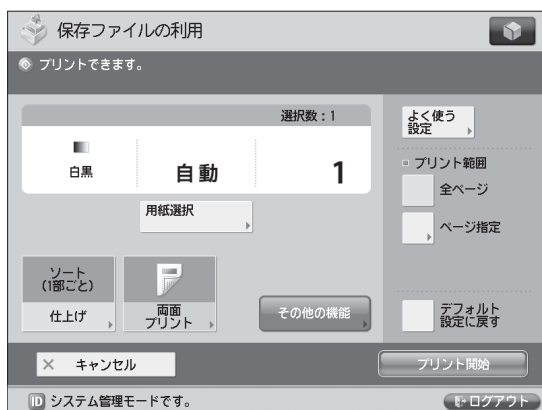 保存ファイルの利用
プリントできます。
選択数:1
白黒
自動
1
用紙選択
ソート
(1部ごと)
仕上げ
両面
プリント
その他の機能
よく使う
設定
プリント範囲
全ページ
ページ指定
デフォルト
設定に戻す
× キャンセル
プリント開始
ID システム管理モードです。
ログアウト